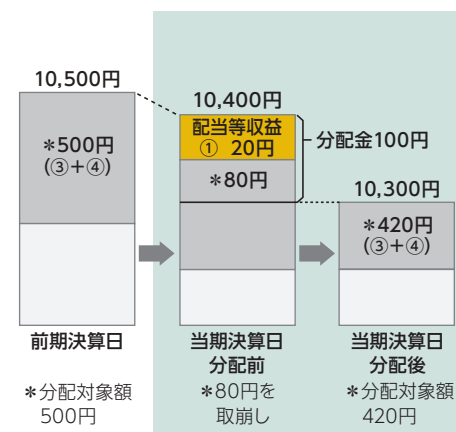 10,500円
＊500円
(③＋④)
前期決算日
＊分配対象額
500円
10,400円
配当等収益
① 20円
＊80円
分配金100円
当期決算日
分配前
＊80円を
取崩し
10,300円
＊420円
(③＋④)
当期決算日
分配後
＊分配対象額
420円